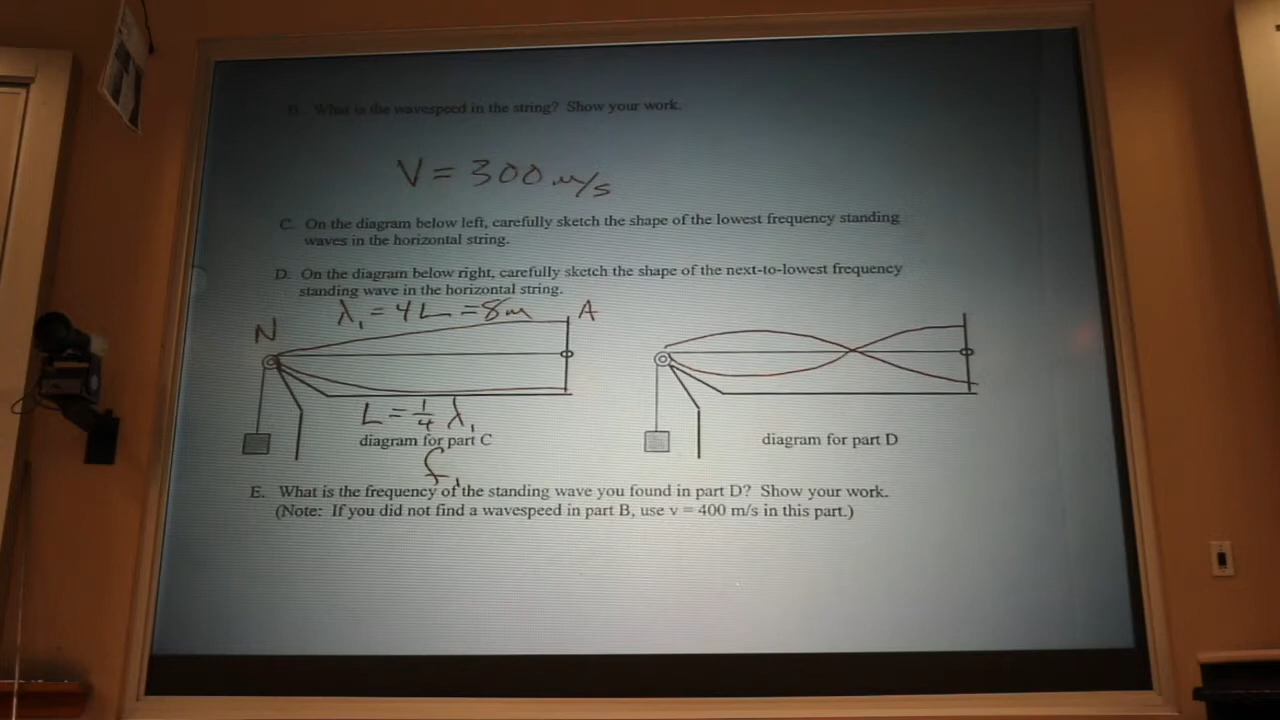 B. What is the wavespeed in the string? Show your work.
V = 300 m/s
C. On the diagram below left, carefully sketch the shape of the lowest frequency standing
waves in the horizontal string.
D. On the diagram below right, carefully sketch the shape of the next-to-lowest frequency
standing wave in the horizontal string.
λ₁ = 4L = 8m
N
A
L = 1/4 λ₁
diagram for part C
diagram for part D
f₁
E. What is the frequency of the standing wave you found in part D? Show your work.
(Note: If you did not find a wavespeed in part B, use v = 400 m/s in this part.)